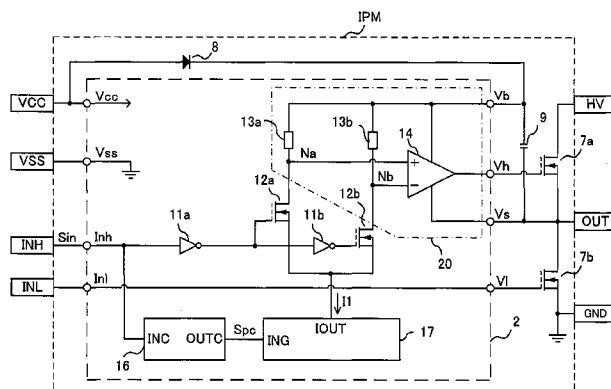 IPM
8
VCC
Vcc
Vb
HV
13a
13b
14
9
7a
Na
Nb
Vh
VSS
Vss
12a
12b
Vs
OUT
11a
11b
20
INH
Sin
Inh
7b
INL
Inl
Vl
I1
GND
INC
OUTC
Spc
ING
IOUT
2
16
17